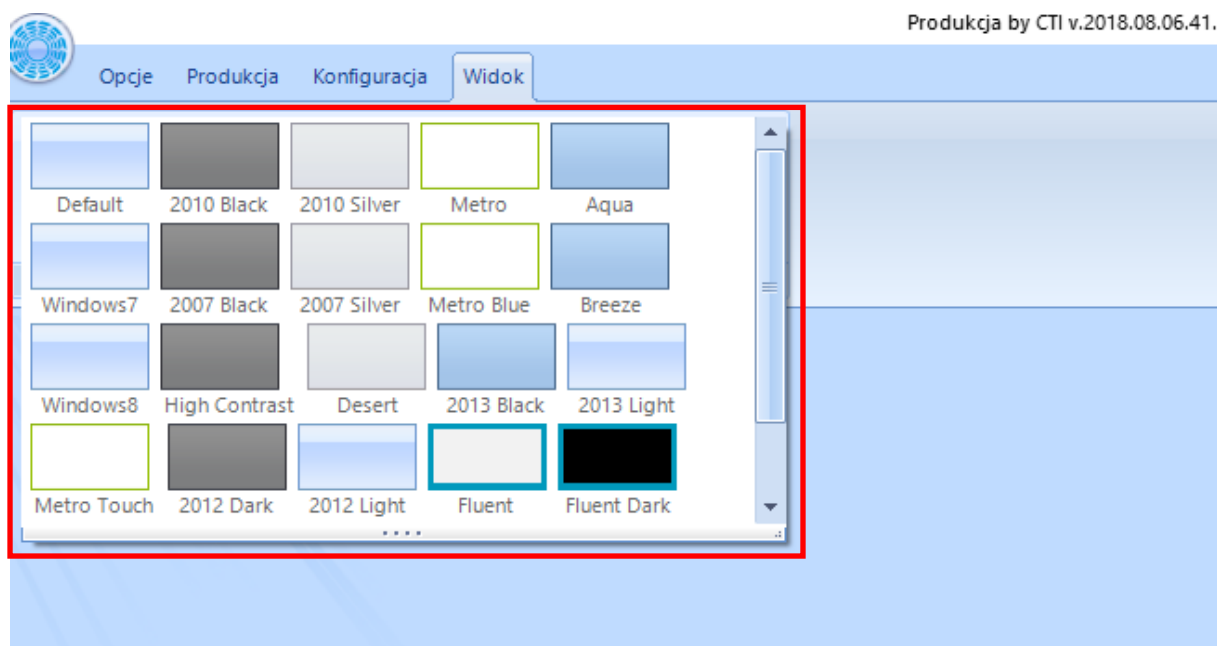 Produkcja by CTI v.2018.08.06.41.
Opcje Produkcja Konfiguracja Widok
Default 2010 Black 2010 Silver Metro Aqua
Windows7 2007 Black 2007 Silver Metro Blue Breeze
Windows8 High Contrast Desert 2013 Black 2013 Light
Metro Touch 2012 Dark 2012 Light Fluent Fluent Dark